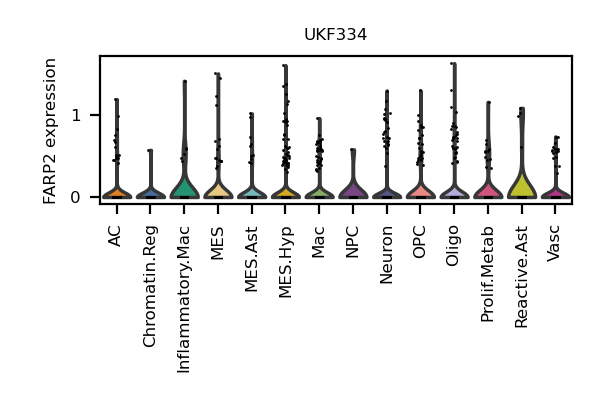 UKF334
FARP2 expression
1
0
AC
Chromatin.Reg
Inflammatory.Mac
MES
MES.Ast
MES.Hyp
Mac
NPC
Neuron
OPC
Oligo
Prolif.Metab
Reactive.Ast
Vasc